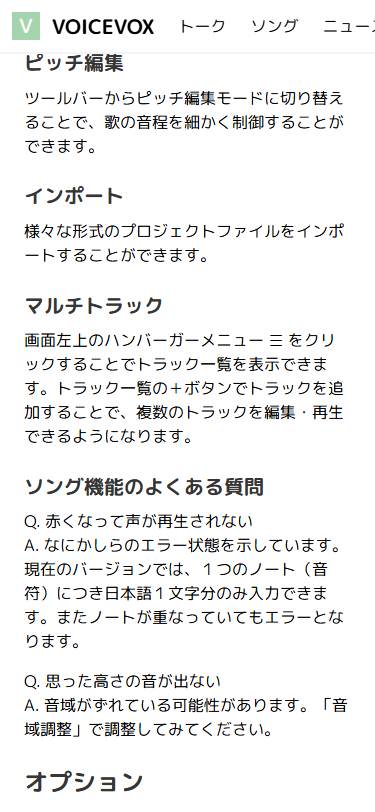 V VOICEVOX トーク ソング ニュース
ピッチ編集
ツールバーからピッチ編集モードに切り替え
ることで、歌の音程を細かく制御することが
できます。
インポート
様々な形式のプロジェクトファイルをインポ
ートすることができます。
マルチトラック
画面左上のハンバーガーメニュー ☰ をクリ
ックすることでトラック一覧を表示できま
す。トラック一覧の＋ボタンでトラックを追
加することで、複数のトラックを編集・再生
できるようになります。
ソング機能のよくある質問
Q. 赤くなって声が再生されない
A. なにかしらのエラー状態を示しています。
現在のバージョンでは、１つのノート（音
符）につき日本語１文字分のみ入力できま
す。またノートが重なっていてもエラーとな
ります。
Q. 思った高さの音が出ない
A. 音域がずれている可能性があります。「音
域調整」で調整してみてください。
オプション